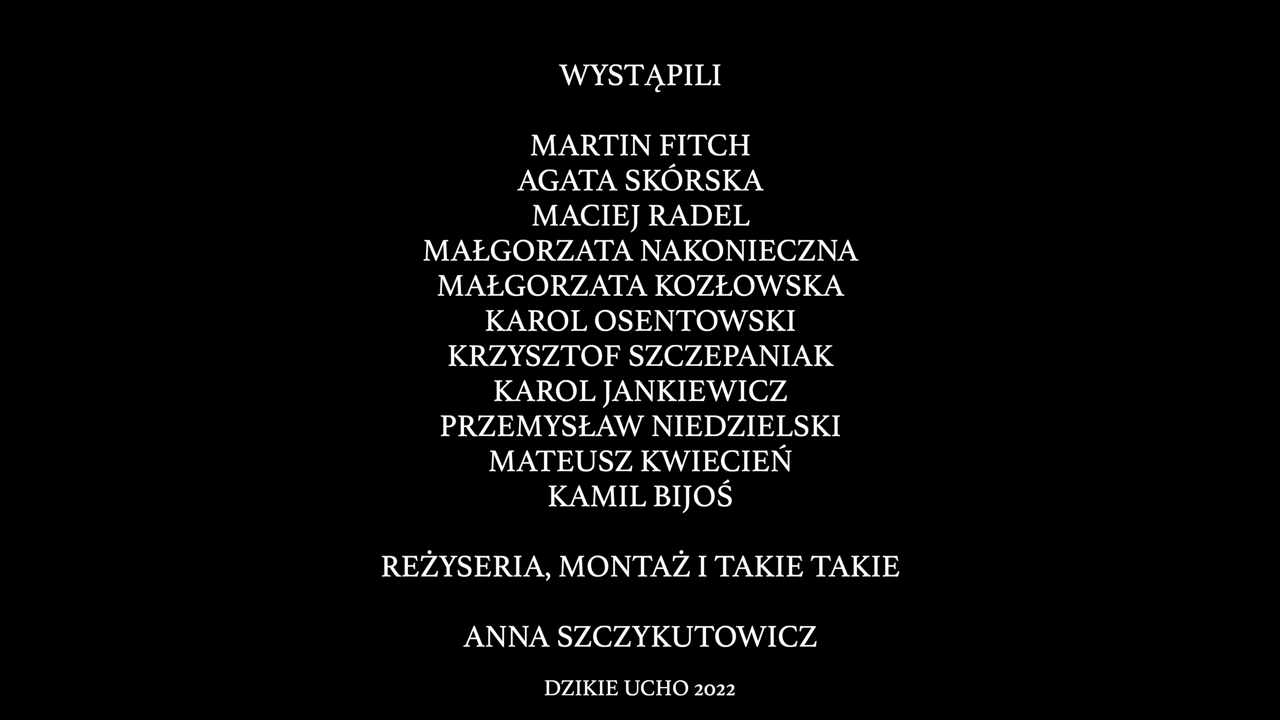 WYSTĄPILI
MARTIN FITCH
AGATA SKÓRSKA
MACIEJ RADEL
MAŁGORZATA NAKONIECZNA
MAŁGORZATA KOZŁOWSKA
KAROL OSENTOWSKI
KRZYSZTOF SZCZEPANIAK
KAROL JANKIEWICZ
PRZEMYSŁAW NIEDZIELSKI
MATEUSZ KWIECIEŃ
KAMIL BIJOŚ
REŻYSERIA, MONTAŻ I TAKIE TAKIE
ANNA SZCZYKUTOWICZ
DZIKIE UCHO 2022